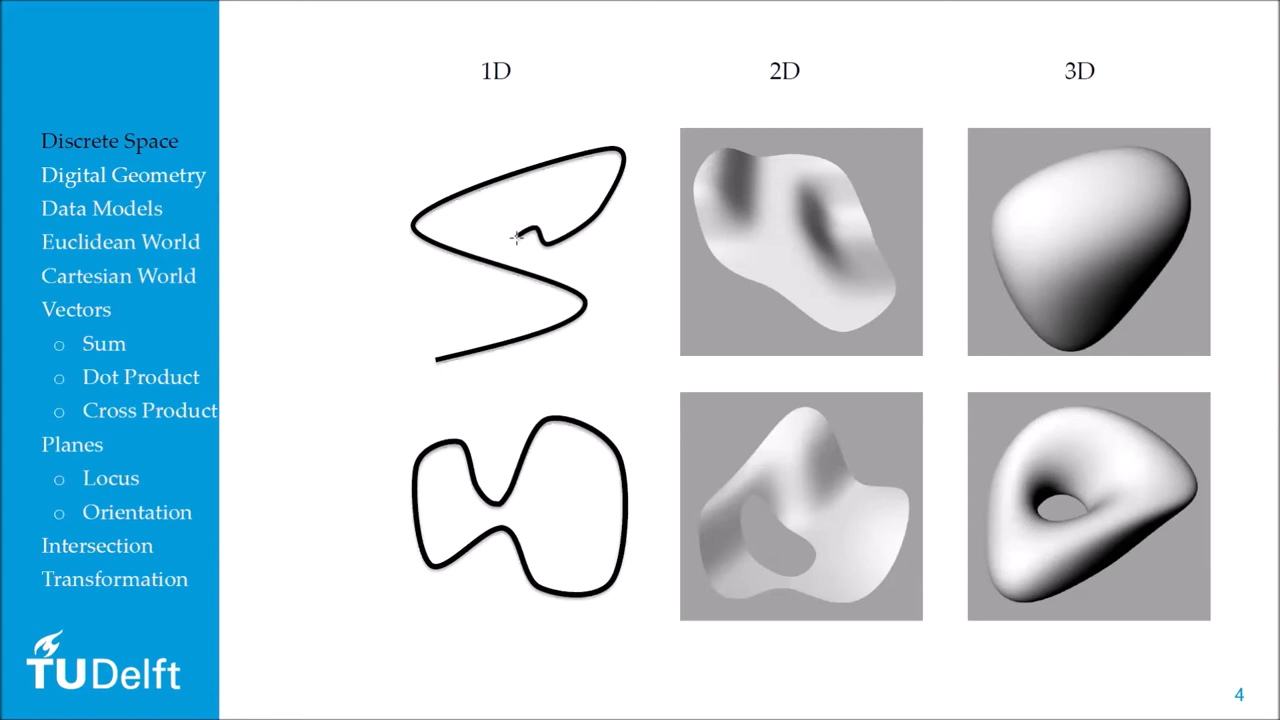 1D
2D
3D
Discrete Space
Digital Geometry
Data Models
Euclidean World
Cartesian World
Vectors
o Sum
o Dot Product
o Cross Product
Planes
o Locus
o Orientation
Intersection
Transformation
TUDelft
4